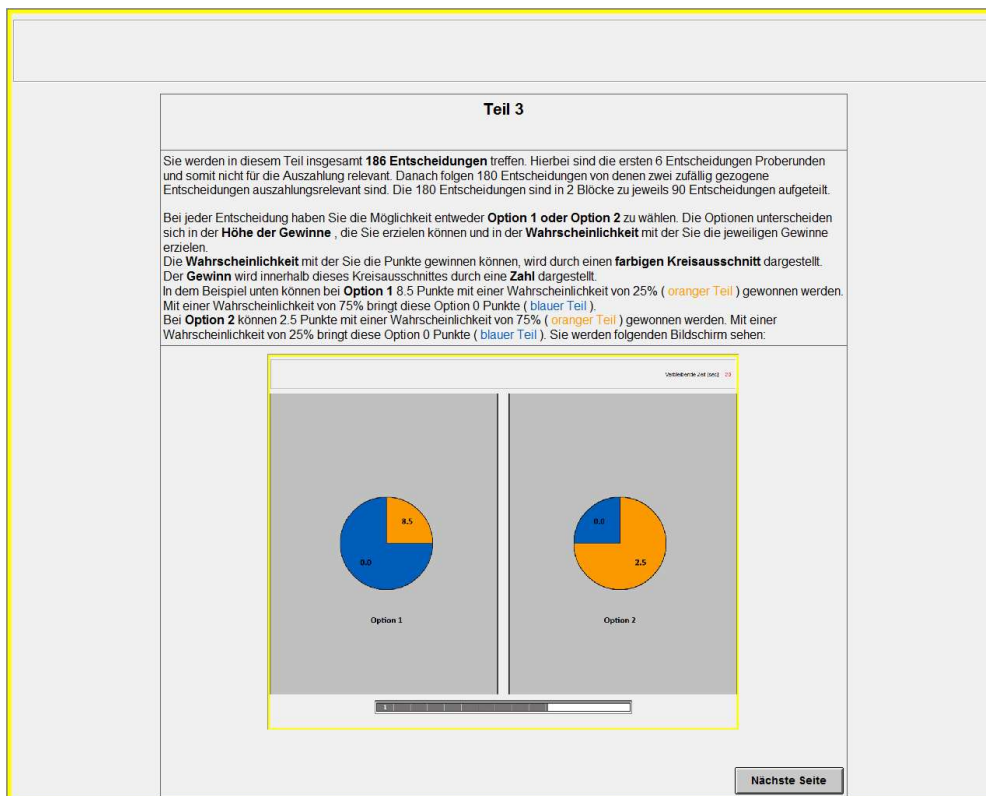 Teil 3
Sie werden in diesem Teil insgesamt 186 Entscheidungen treffen. Hierbei sind die ersten 6 Entscheidungen Proberunden
und somit nicht für die Auszahlung relevant. Danach folgen 180 Entscheidungen von denen zwei zufällig gezogene
Entscheidungen auszahlungsrelevant sind. Die 180 Entscheidungen sind in 2 Blöcke zu jeweils 90 Entscheidungen aufgeteilt.
Bei jeder Entscheidung haben Sie die Möglichkeit entweder Option 1 oder Option 2 zu wählen. Die Optionen unterscheiden
sich in der Höhe der Gewinne , die Sie erzielen können und in der Wahrscheinlichkeit mit der Sie die jeweiligen Gewinne
erzielen.
Die Wahrscheinlichkeit mit der Sie die Punkte gewinnen können, wird durch einen farbigen Kreisausschnitt dargestellt.
Der Gewinn wird innerhalb dieses Kreisausschnittes durch eine Zahl dargestellt.
In dem Beispiel unten können bei Option 1 8.5 Punkte mit einer Wahrscheinlichkeit von 25% ( oranger Teil ) gewonnen werden.
Mit einer Wahrscheinlichkeit von 75% bringt diese Option 0 Punkte ( blauer Teil ).
Bei Option 2 können 2.5 Punkte mit einer Wahrscheinlichkeit von 75% ( oranger Teil ) gewonnen werden. Mit einer
Wahrscheinlichkeit von 25% bringt diese Option 0 Punkte ( blauer Teil ). Sie werden folgenden Bildschirm sehen:
Verbleibende Zeit [sec]: 23
8.5
0.0
Option 1
0.0
2.5
Option 2
1
Nächste Seite